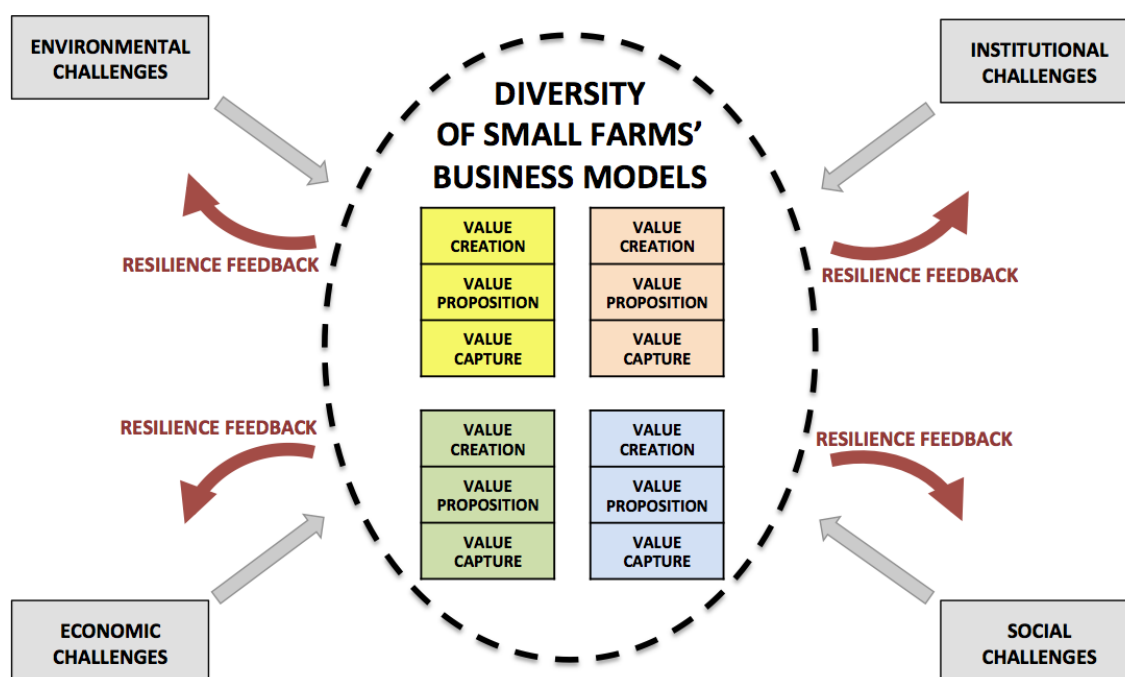 ENVIRONMENTAL
CHALLENGES
INSTITUTIONAL
CHALLENGES
DIVERSITY
OF SMALL FARMS’
BUSINESS MODELS
RESILIENCE FEEDBACK
RESILIENCE FEEDBACK
VALUE
CREATION
VALUE
PROPOSITION
VALUE
CAPTURE
VALUE
CREATION
VALUE
PROPOSITION
VALUE
CAPTURE
RESILIENCE FEEDBACK
RESILIENCE FEEDBACK
VALUE
CREATION
VALUE
PROPOSITION
VALUE
CAPTURE
VALUE
CREATION
VALUE
PROPOSITION
VALUE
CAPTURE
ECONOMIC
CHALLENGES
SOCIAL
CHALLENGES